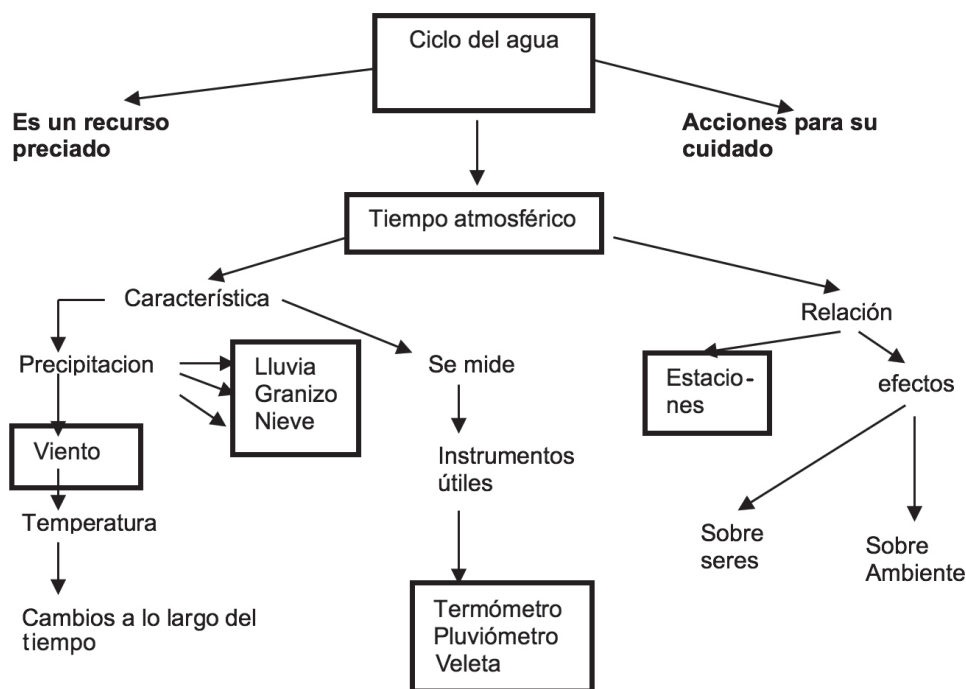 Ciclo del agua
Es un recurso
preciado
Acciones para su
cuidado
Tiempo atmosférico
Característica
Relación
Precipitacion
Lluvia
Granizo
Nieve
Se mide
Estacio-
nes
efectos
Viento
Instrumentos
útiles
Temperatura
Sobre
seres
Sobre
Ambiente
Cambios a lo largo del
tiempo
Termómetro
Pluviómetro
Veleta